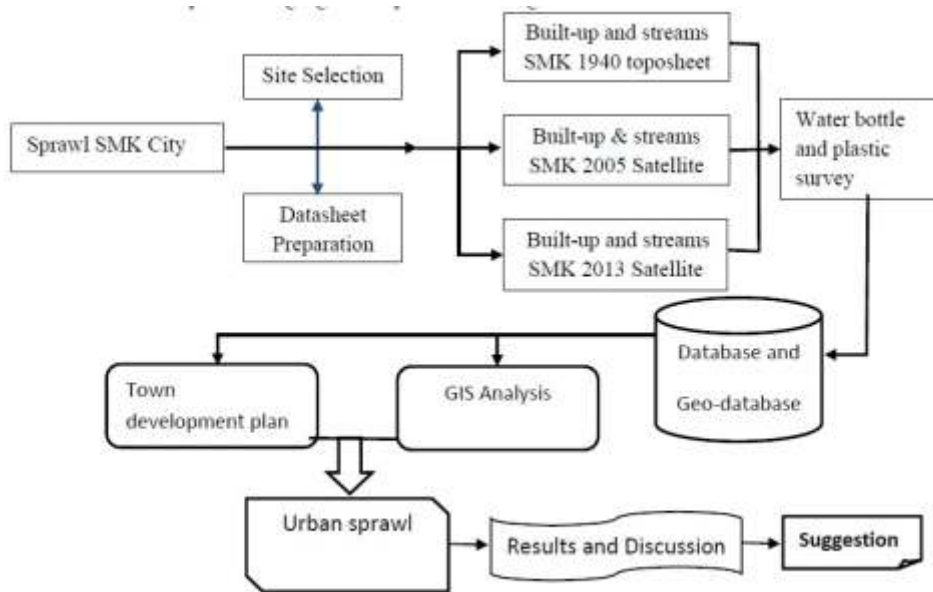 Built-up and streams
SMK 1940 toposheet
Site Selection
Sprawl SMK City
Built-up & streams
SMK 2005 Satellite
Water bottle
and plastic
survey
Datasheet
Preparation
Built-up and streams
SMK 2013 Satellite
Database and
Geo-database
Town
development plan
GIS Analysis
Urban sprawl
Results and Discussion
Suggestion